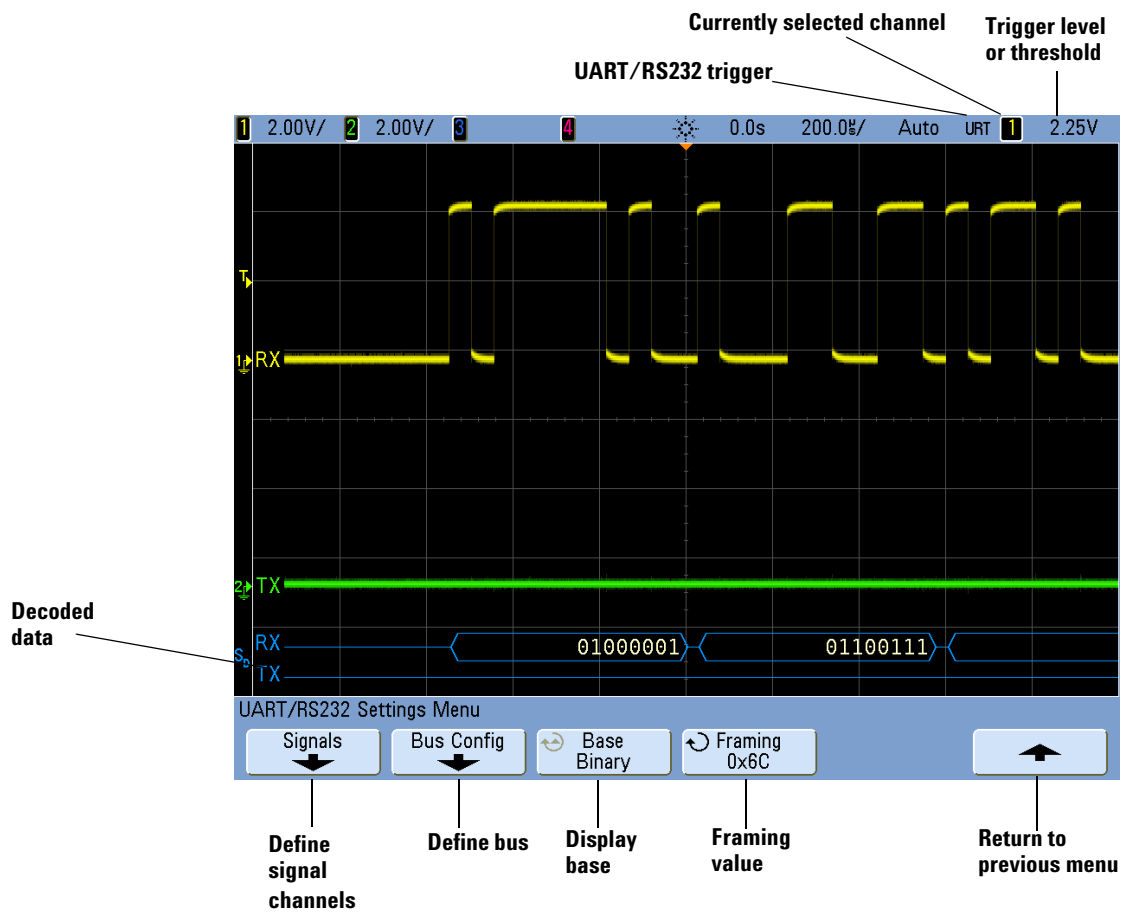 Currently selected channel
Trigger level
or threshold
UART/RS232 trigger
1 2.00V/ 2 2.00V/ 3 4 0.0s 200.0µs/ Auto URT 1 2.25V
T
1 RX
2 TX
Decoded
data
RX 01000001 01100111
S2
TX
UART/RS232 Settings Menu
Signals Bus Config Base Framing
Binary 0x6C
Define
signal
channels
Define bus
Display
base
Framing
value
Return to
previous menu